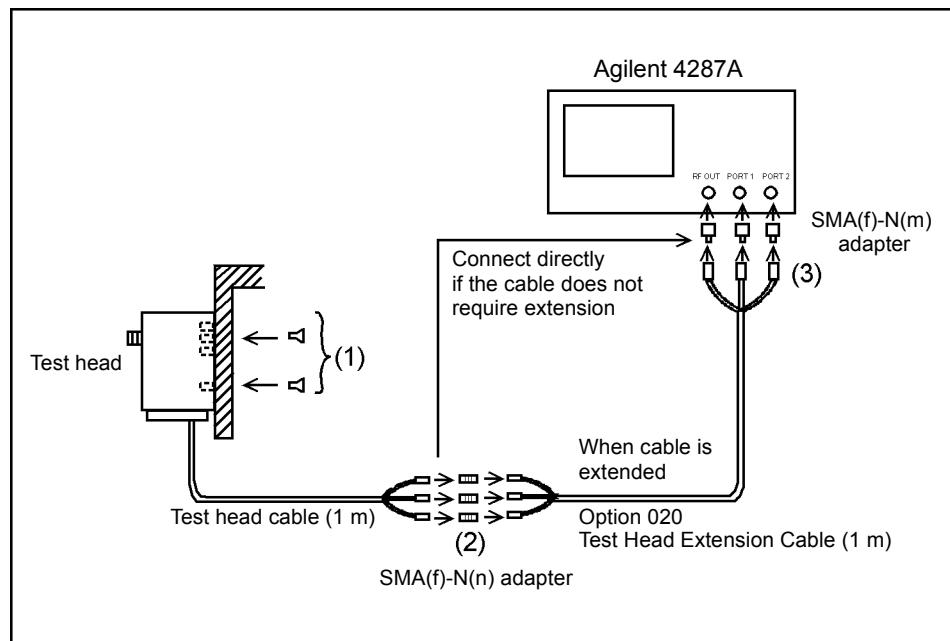 Agilent 4287A
RF OUT PORT 1 PORT 2
SMA(f)-N(m)
adapter
(3)
Connect directly
if the cable does not
require extension
Test head
(1)
When cable is
extended
Test head cable (1 m)
(2)
Option 020
Test Head Extension Cable (1 m)
SMA(f)-N(n) adapter